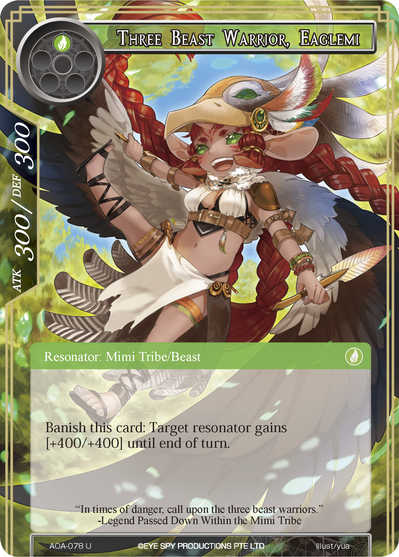 Three Beast Warrior, Eaglemi
ATK 300 / DEF 300
Resonator: Mimi Tribe/Beast
Banish this card: Target resonator gains
[+400/+400] until end of turn.
“In times of danger, call upon the three beast warriors.”
-Legend Passed Down Within the Mimi Tribe
AOA-078 U
©EYE SPY PRODUCTIONS PTE LTD
Illust/yua